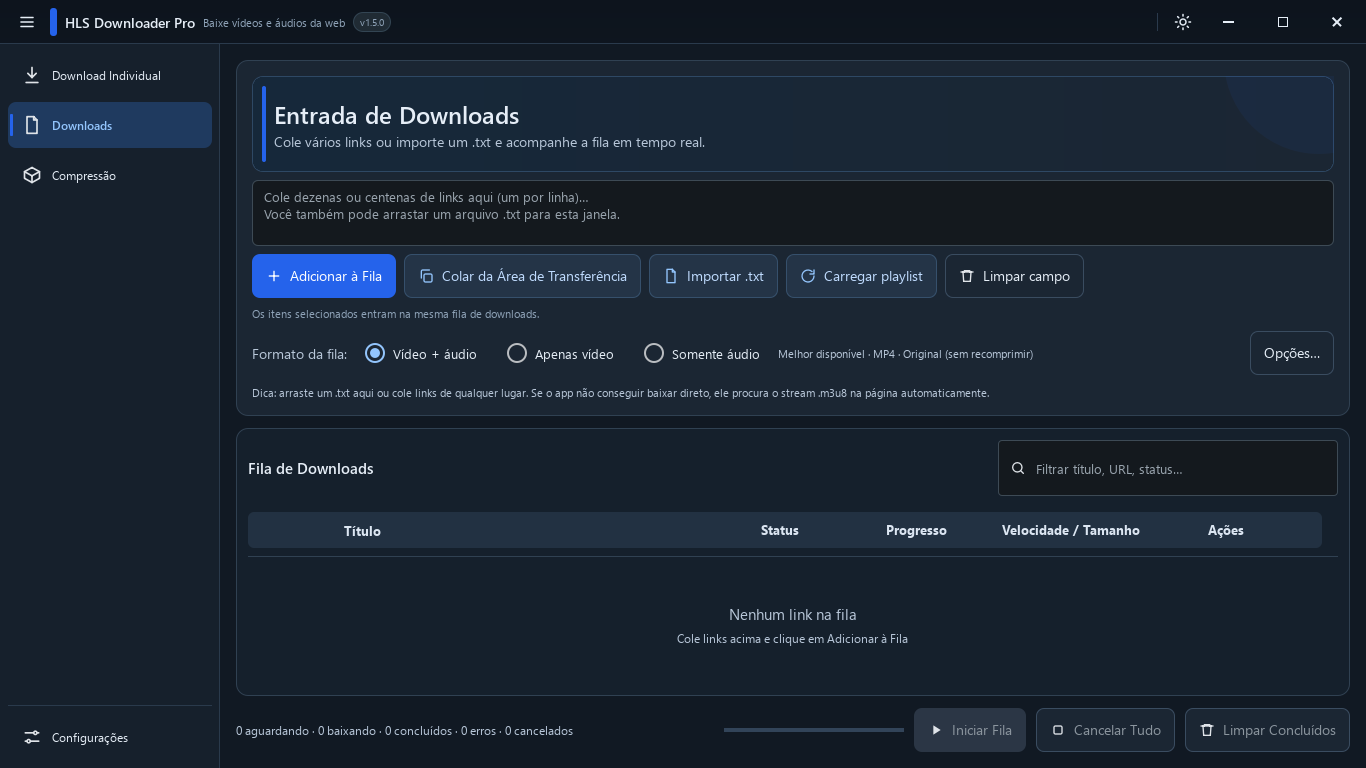 HLS Downloader Pro Baixe vídeos e áudios da web v1.5.0
Download Individual
Downloads
Compressão
Configurações
Entrada de Downloads
Cole vários links ou importe um .txt e acompanhe a fila em tempo real.
Cole dezenas ou centenas de links aqui (um por linha)...
Você também pode arrastar um arquivo .txt para esta janela.
Adicionar à Fila Colar da Área de Transferência Importar .txt Carregar playlist Limpar campo
Os itens selecionados entram na mesma fila de downloads.
Formato da fila: Vídeo + áudio Apenas vídeo Somente áudio Melhor disponível · MP4 · Original (sem recomprimir) Opções...
Dica: arraste um .txt aqui ou cole links de qualquer lugar. Se o app não conseguir baixar direto, ele procura o stream .m3u8 na página automaticamente.
Fila de Downloads Filtrar título, URL, status...
Título Status Progresso Velocidade / Tamanho Ações
Nenhum link na fila
Cole links acima e clique em Adicionar à Fila
0 aguardando · 0 baixando · 0 concluídos · 0 erros · 0 cancelados Iniciar Fila Cancelar Tudo Limpar Concluídos